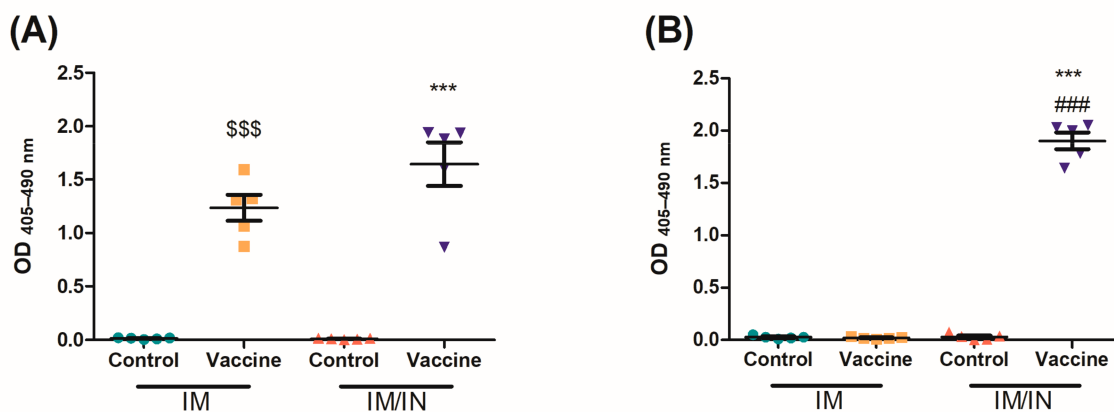 (A)
OD 405–490 nm
2.5
2.0
1.5
1.0
0.5
0.0
$$$
***
Control Vaccine Control Vaccine
IM IM/IN
(B)
OD 405–490 nm
2.5
2.0
1.5
1.0
0.5
0.0
***
###
Control Vaccine Control Vaccine
IM IM/IN